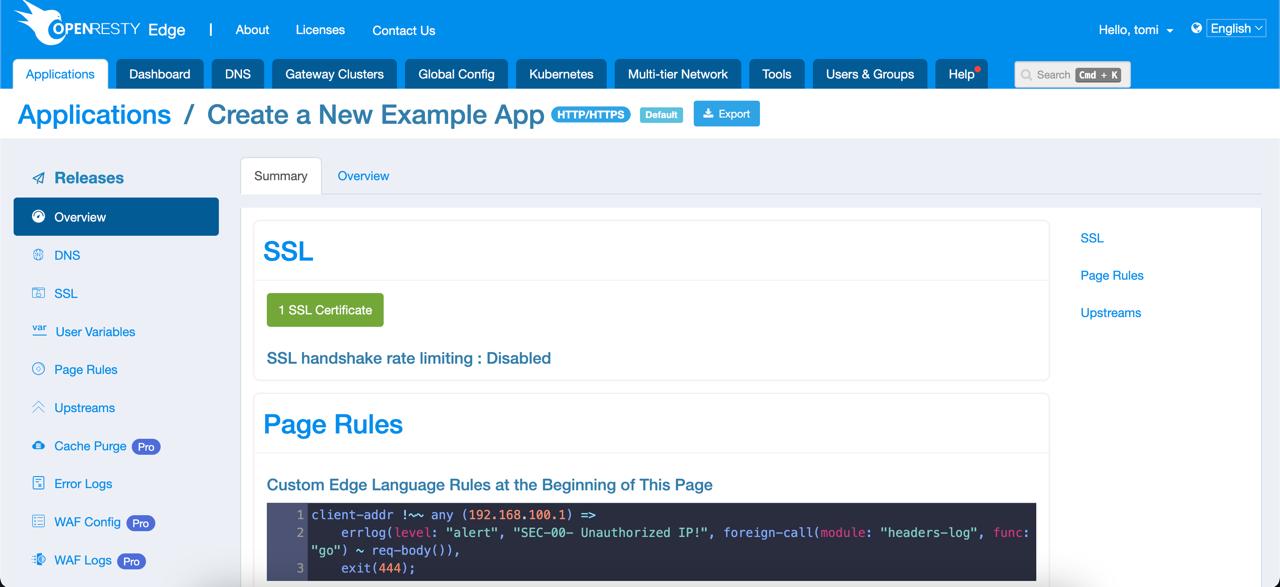 OPENRESTY Edge | About Licenses Contact Us Hello, tomi English
Applications Dashboard DNS Gateway Clusters Global Config Kubernetes Multi-tier Network Tools Users & Groups Help Search Cmd + K
Applications / Create a New Example App HTTP/HTTPS Default Export
Releases
Overview
DNS
SSL
var User Variables
Page Rules
Upstreams
Cache Purge Pro
Error Logs
WAF Config Pro
WAF Logs Pro
Summary Overview
SSL
1 SSL Certificate
SSL handshake rate limiting : Disabled
Page Rules
Custom Edge Language Rules at the Beginning of This Page
1 client-addr !~~ any (192.168.100.1) =>
2 errlog(level: "alert", "SEC-00- Unauthorized IP!", foreign-call(module: "headers-log", func:
"go") ~ req-body()),
3 exit(444);
SSL
Page Rules
Upstreams